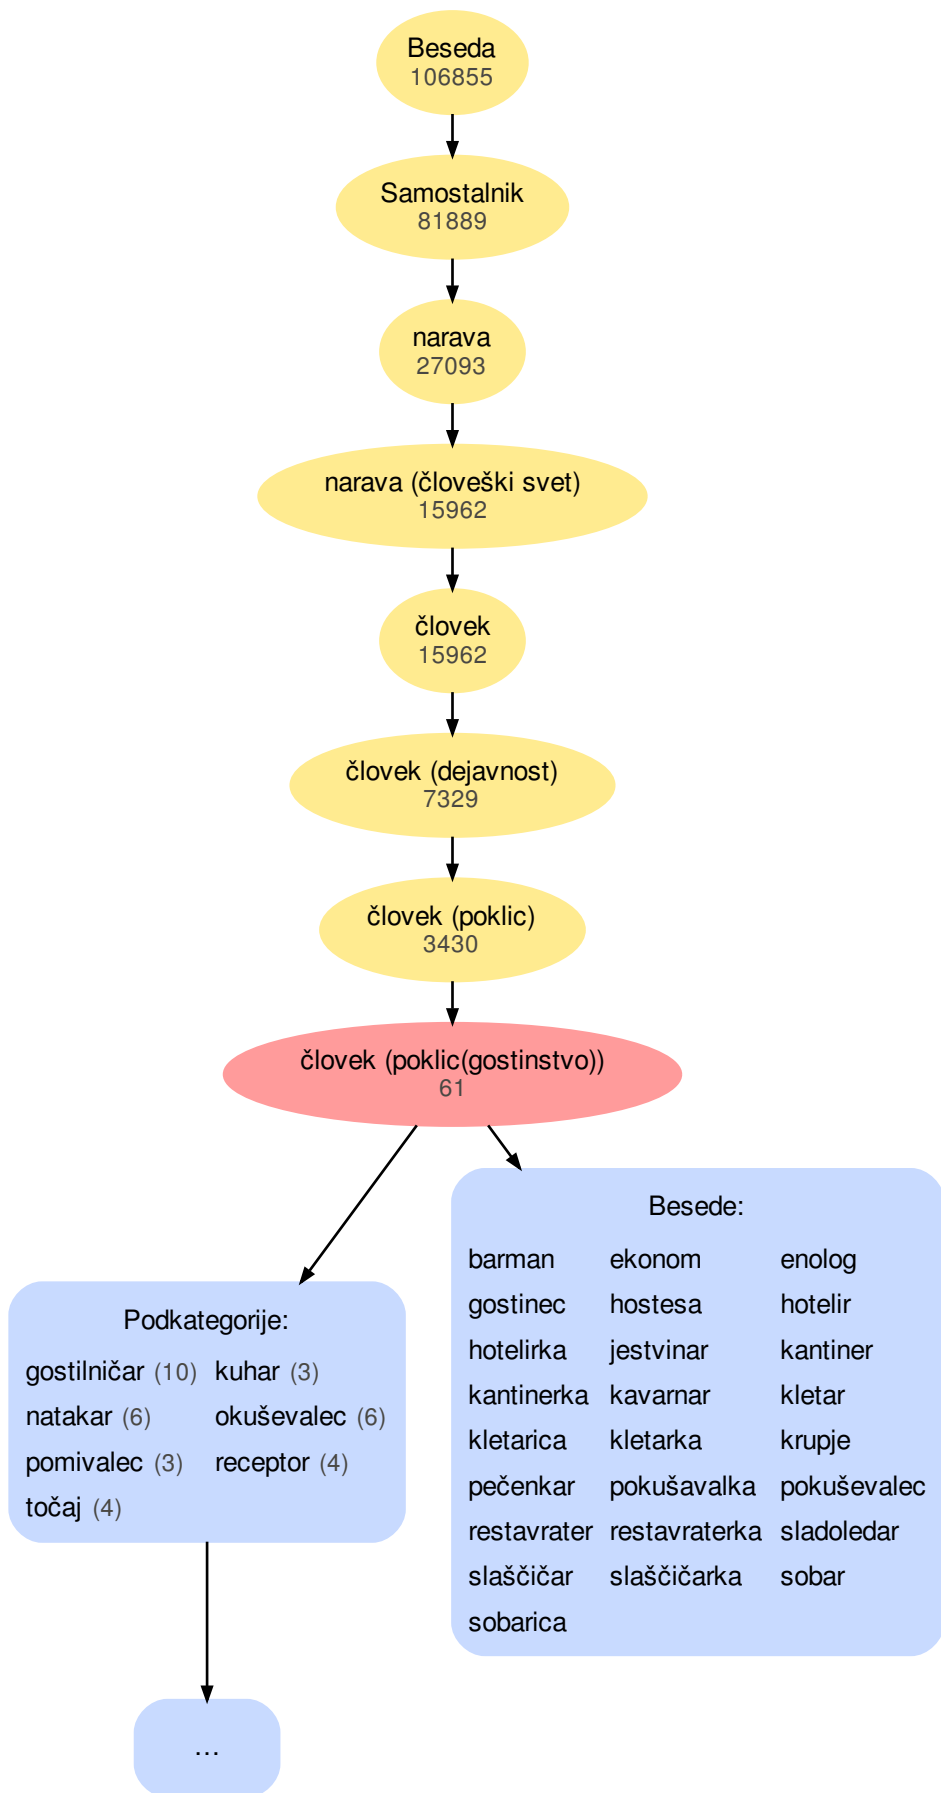 Beseda
106855
Samostalnik
81889
narava
27093
narava (človeški svet)
15962
človek
15962
človek (dejavnost)
7329
človek (poklic)
3430
človek (poklic(gostinstvo))
61
Podkategorije:
gostilničar (10) kuhar (3)
natakar (6) okuševalec (6)
pomivalec (3) receptor (4)
točaj (4)
...
Besede:
barman ekonom enolog
gostinec hostesa hotelir
hotelirka jestvinar kantiner
kantinerka kavarnar kletar
kletarica kletarka krupje
pečenkar pokušavalka pokuševalec
restavrater restavraterka sladoledar
slaščičar slaščičarka sobar
sobarica